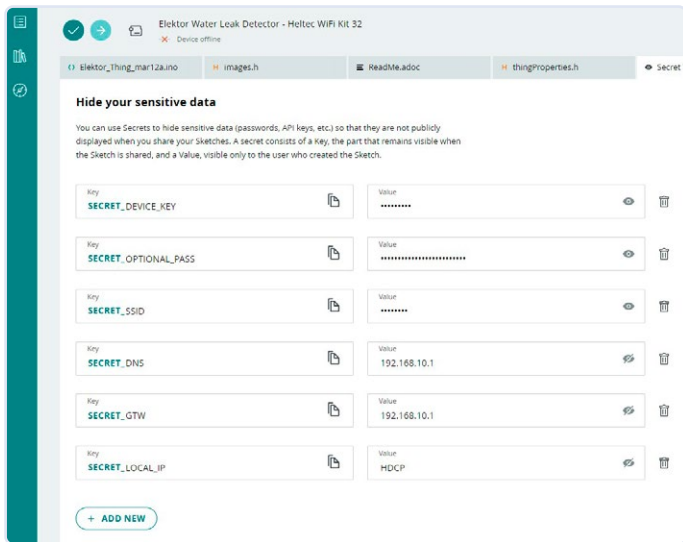 Elektor Water Leak Detector - Heltec WiFi Kit 32
Device offline
Elektor_Thing_mar12a.ino
images.h
ReadMe.adoc
thingProperties.h
Secret
Hide your sensitive data
You can use Secrets to hide sensitive data (passwords, API keys, etc.) so that they are not publicly
displayed when you share your Sketches. A secret consists of a Key, the part that remains visible when
the Sketch is shared, and a Value, visible only to the user who created the Sketch.
Key
SECRET_DEVICE_KEY
Value
•••••••••
Key
SECRET_OPTIONAL_PASS
Value
•••••••••••••••••••••••••
Key
SECRET_SSID
Value
••••••••
Key
SECRET_DNS
Value
192.168.10.1
Key
SECRET_GTW
Value
192.168.10.1
Key
SECRET_LOCAL_IP
Value
HDCP
+ ADD NEW